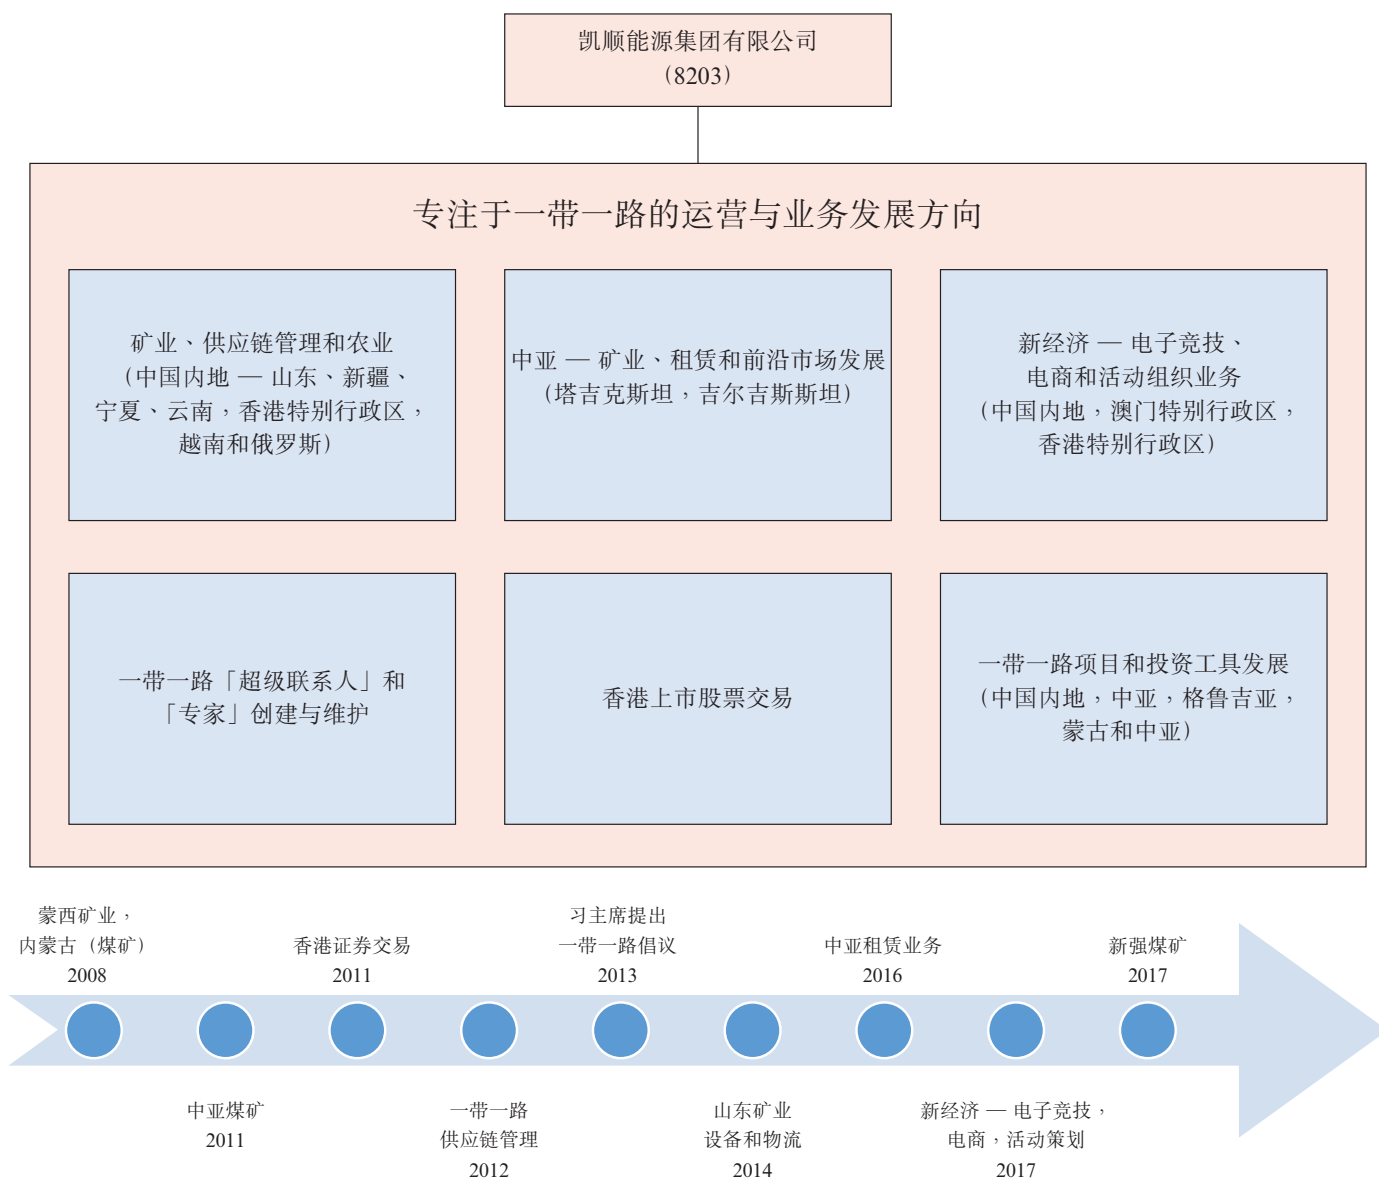 凯顺能源集团有限公司
(8203)
专注于一带一路的运营与业务发展方向
矿业、供应链管理和农业
(中国内地 — 山东、新疆、
宁夏、云南，香港特别行政区，
越南和俄罗斯)
中亚 — 矿业、租赁和前沿市场发展
(塔吉克斯坦，吉尔吉斯斯坦)
新经济 — 电子竞技、
电商和活动组织业务
(中国内地，澳门特别行政区，
香港特别行政区)
一带一路「超级联系人」和
「专家」创建与维护
香港上市股票交易
一带一路项目和投资工具发展
(中国内地，中亚，格鲁吉亚，
蒙古和中亚)
蒙西矿业，
内蒙古 (煤矿)
2008
中亚煤矿
2011
香港证券交易
2011
一带一路
供应链管理
2012
习主席提出
一带一路倡议
2013
山东矿业
设备和物流
2014
中亚租赁业务
2016
新经济 — 电子竞技，
电商，活动策划
2017
新强煤矿
2017